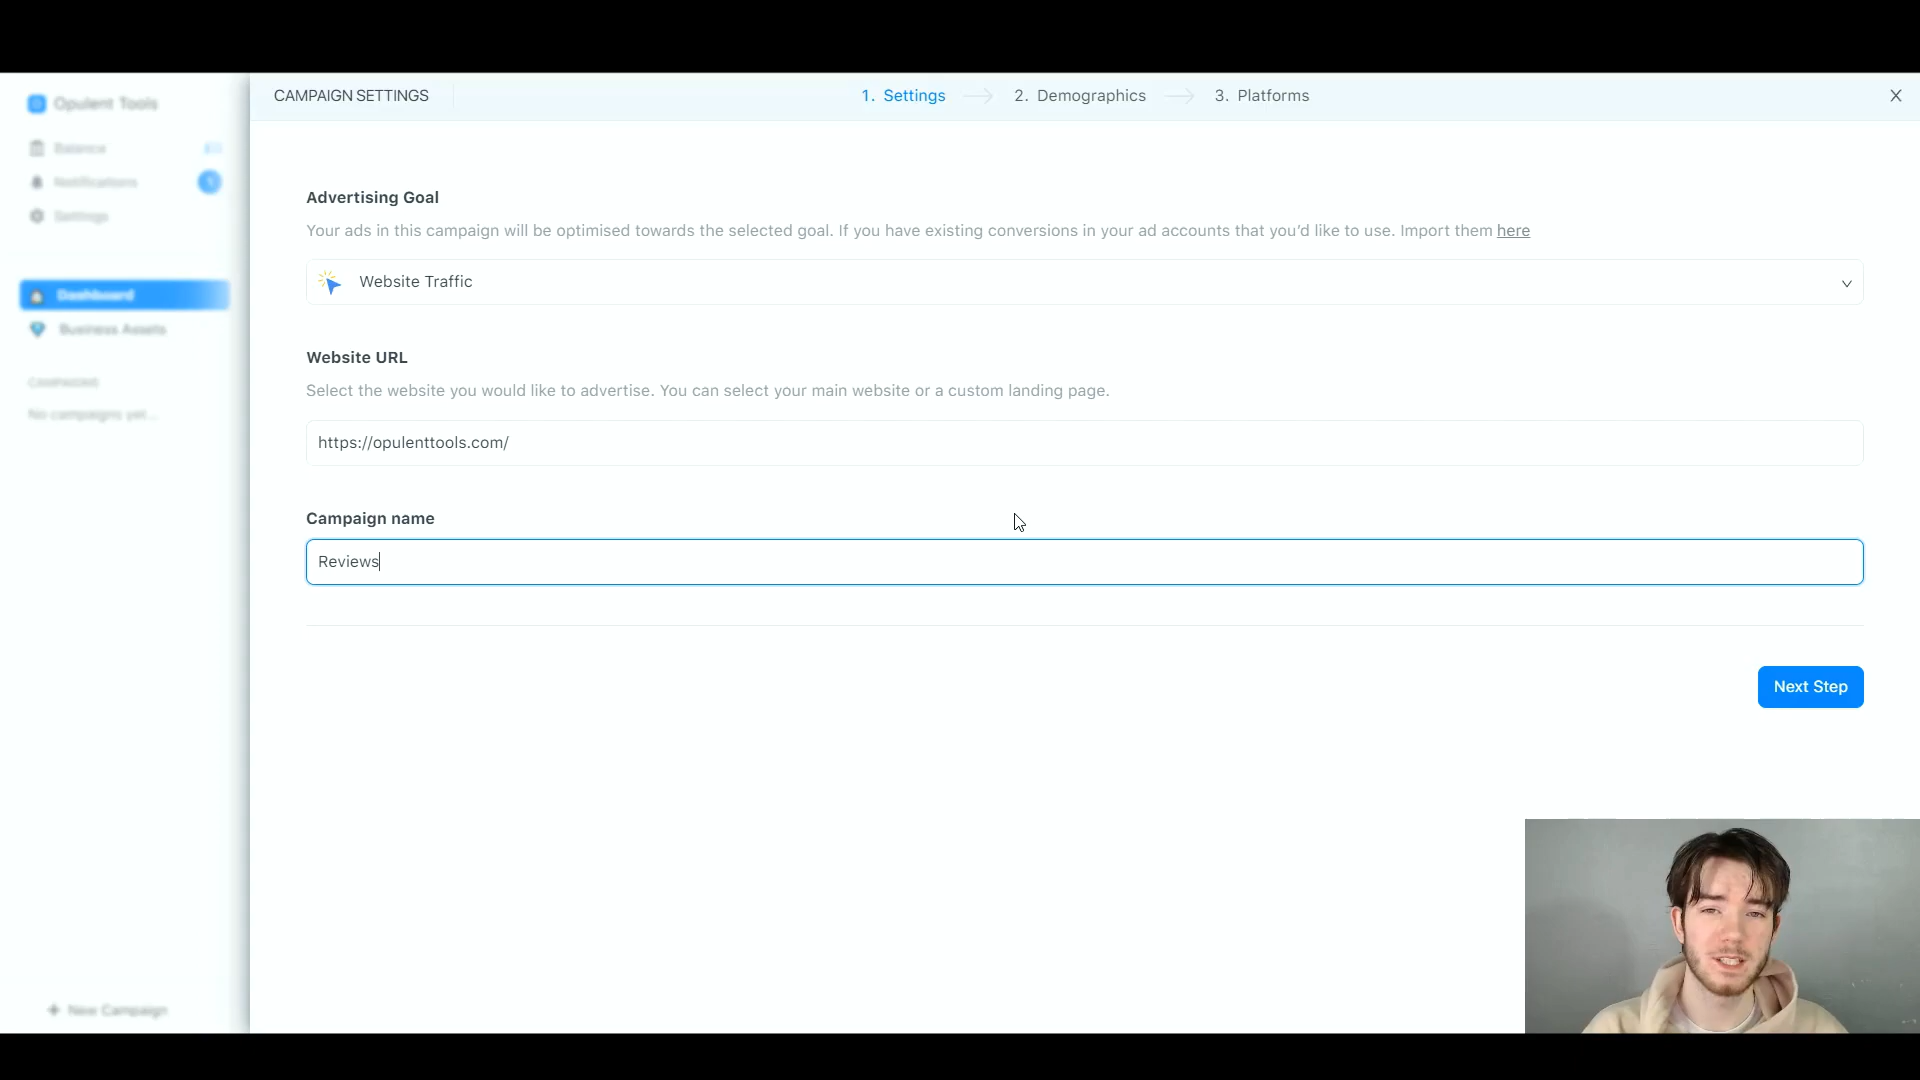 Opulent Tools
Balance
Notifications
Settings
Dashboard
Business Assets
CAMPAIGNS
No campaigns yet...
New Campaign
CAMPAIGN SETTINGS
1. Settings
2. Demographics
3. Platforms
X
Advertising Goal
Your ads in this campaign will be optimised towards the selected goal. If you have existing conversions in your ad accounts that you'd like to use. Import them here
Website Traffic
Website URL
Select the website you would like to advertise. You can select your main website or a custom landing page.
https://opulenttools.com/
Campaign name
Reviews
Next Step